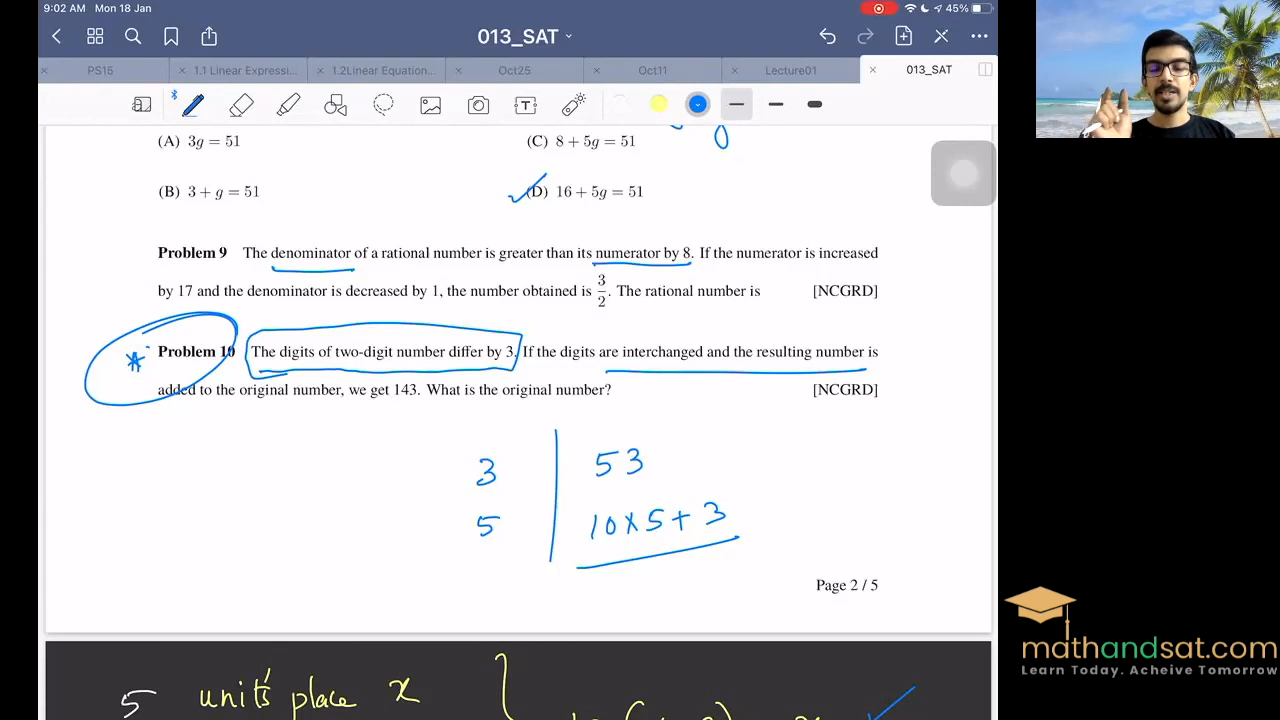 9:02 AM Mon 18 Jan
45%
013_SAT
PS15
1.1 Linear Expressi...
1.2Linear Equation...
Oct25
Oct11
Lecture01
013_SAT
(A) 3g = 51
(C) 8 + 5g = 51
(B) 3 + g = 51
(D) 16 + 5g = 51
Problem 9 The denominator of a rational number is greater than its numerator by 8. If the numerator is increased
by 17 and the denominator is decreased by 1, the number obtained is 3/2. The rational number is [NCGRD]
Problem 10 The digits of two-digit number differ by 3. If the digits are interchanged and the resulting number is
added to the original number, we get 143. What is the original number? [NCGRD]
3
53
5
10 × 5 + 3
Page 2 / 5
5 unit's place x
mathandsat.com
Learn Today. Acheive Tomorrow